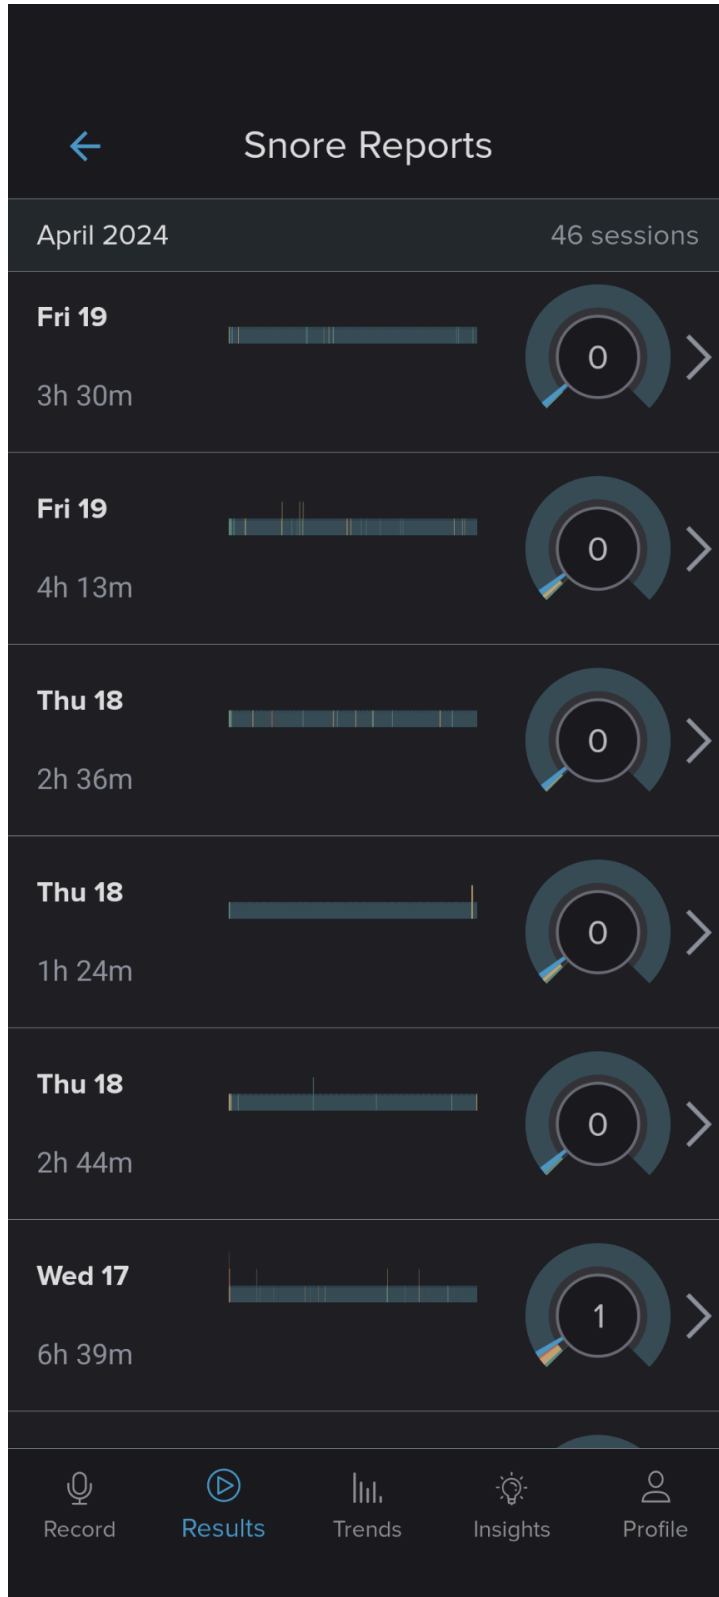 Snore Reports
April 2024 46 sessions
Fri 19
0
3h 30m
Fri 19
0
4h 13m
Thu 18
0
2h 36m
Thu 18
0
1h 24m
Thu 18
0
2h 44m
Wed 17
1
6h 39m
Record Results Trends Insights Profile